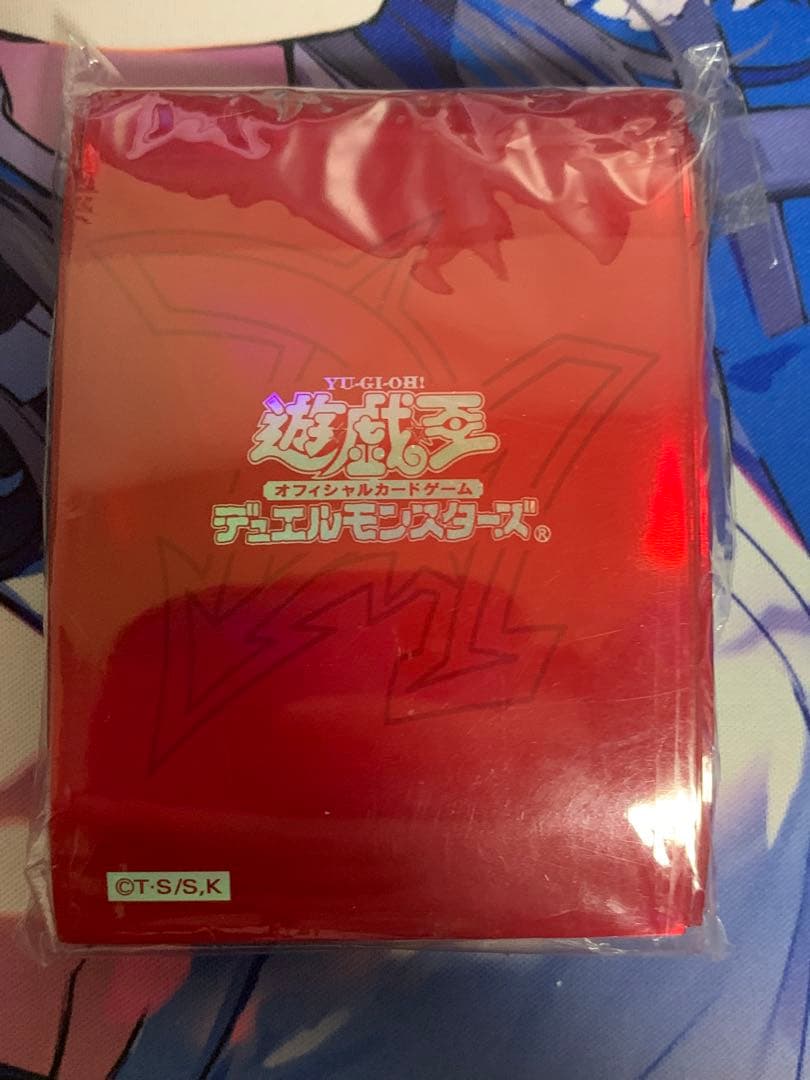 YU-GI-OH!
遊戯王
オフィシャルカードゲーム
デュエルモンスターズ®
©T·S/S,K